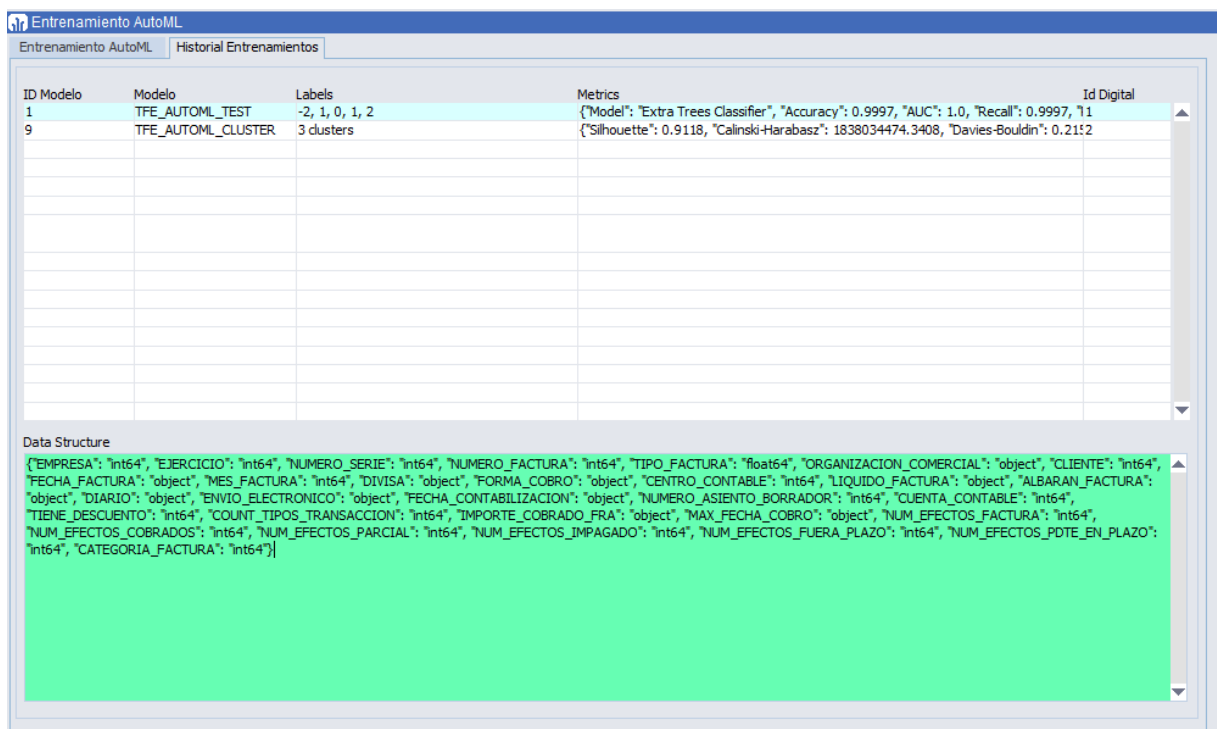 Entrenamiento AutoML
Entrenamiento AutoML Historial Entrenamientos
ID Modelo Modelo Labels Metrics Id Digital
1 TFE_AUTOML_TEST -2, 1, 0, 1, 2 {"Model": "Extra Trees Classifier", "Accuracy": 0.9997, "AUC": 1.0, "Recall": 0.9997, " 1
9 TFE_AUTOML_CLUSTER 3 clusters {"Silhouette": 0.9118, "Calinski-Harabasz": 1838034474.3408, "Davies-Bouldin": 0.215 2
Data Structure
{"EMPRESA": "int64", "EJERCICIO": "int64", "NUMERO_SERIE": "int64", "NUMERO_FACTURA": "int64", "TIPO_FACTURA": "float64", "ORGANIZACION_COMERCIAL": "object", "CLIENTE": "int64",
"FECHA_FACTURA": "object", "MES_FACTURA": "int64", "DIVISA": "object", "FORMA_COBRO": "object", "CENTRO_CONTABLE": "int64", "LIQUIDO_FACTURA": "object", "ALBARAN_FACTURA":
"object", "DIARIO": "object", "ENVIO_ELECTRONICO": "object", "FECHA_CONTABILIZACION": "object", "NUMERO_ASIENTO_BORRADOR": "int64", "CUENTA_CONTABLE": "int64",
"TIENE_DESCUENTO": "int64", "COUNT_TIPOS_TRANSACCION": "int64", "IMPORTE_COBRADO_FRA": "object", "MAX_FECHA_COBRO": "object", "NUM_EFECTOS_FACTURA": "int64",
"NUM_EFECTOS_COBRADOS": "int64", "NUM_EFECTOS_PARCIAL": "int64", "NUM_EFECTOS_IMPAGADO": "int64", "NUM_EFECTOS_FUERA_PLAZO": "int64", "NUM_EFECTOS_PDTE_EN_PLAZO":
"int64", "CATEGORIA_FACTURA": "int64"}